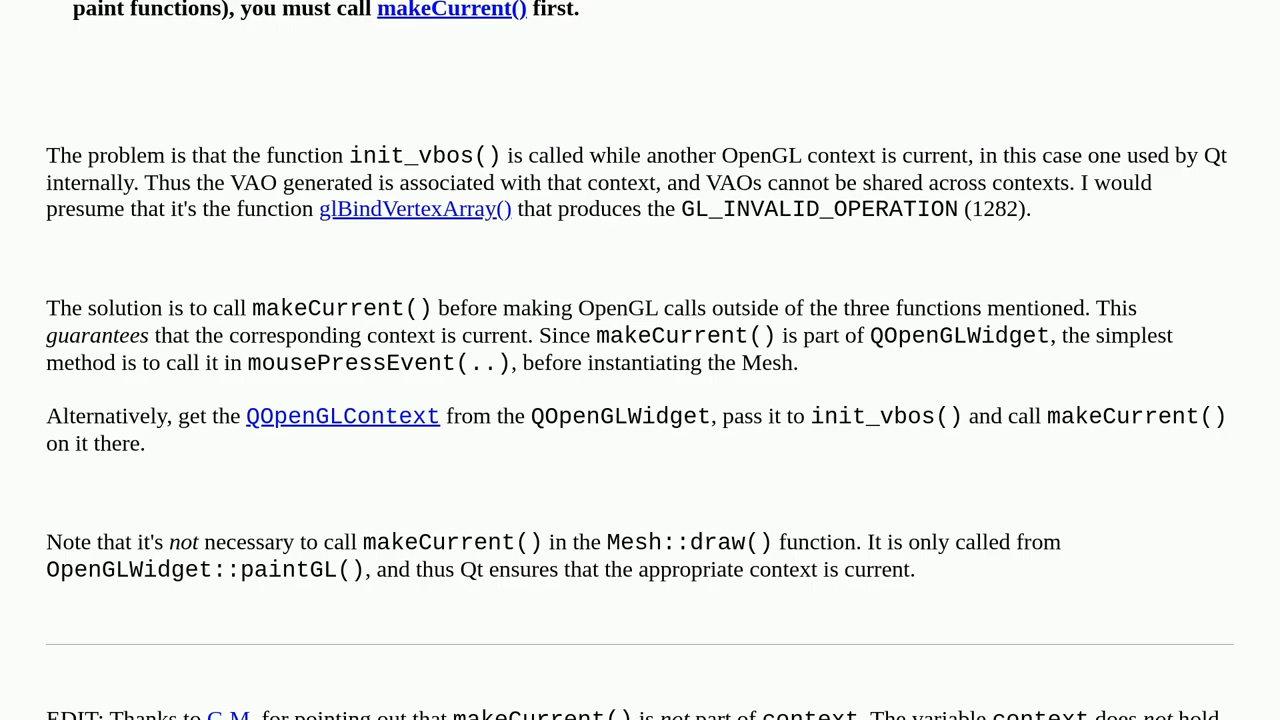 paint functions), you must call makeCurrent() first.
The problem is that the function init_vbos() is called while another OpenGL context is current, in this case one used by Qt
internally. Thus the VAO generated is associated with that context, and VAOs cannot be shared across contexts. I would
presume that it's the function glBindVertexArray() that produces the GL_INVALID_OPERATION (1282).
The solution is to call makeCurrent() before making OpenGL calls outside of the three functions mentioned. This
guarantees that the corresponding context is current. Since makeCurrent() is part of QOpenGLWidget, the simplest
method is to call it in mousePressEvent(..), before instantiating the Mesh.
Alternatively, get the QOpenGLContext from the QOpenGLWidget, pass it to init_vbos() and call makeCurrent()
on it there.
Note that it's not necessary to call makeCurrent() in the Mesh::draw() function. It is only called from
OpenGLWidget::paintGL(), and thus Qt ensures that the appropriate context is current.
EDIT: Thanks to G.M. for pointing out that makeCurrent() is not part of context. The variable context does not hold